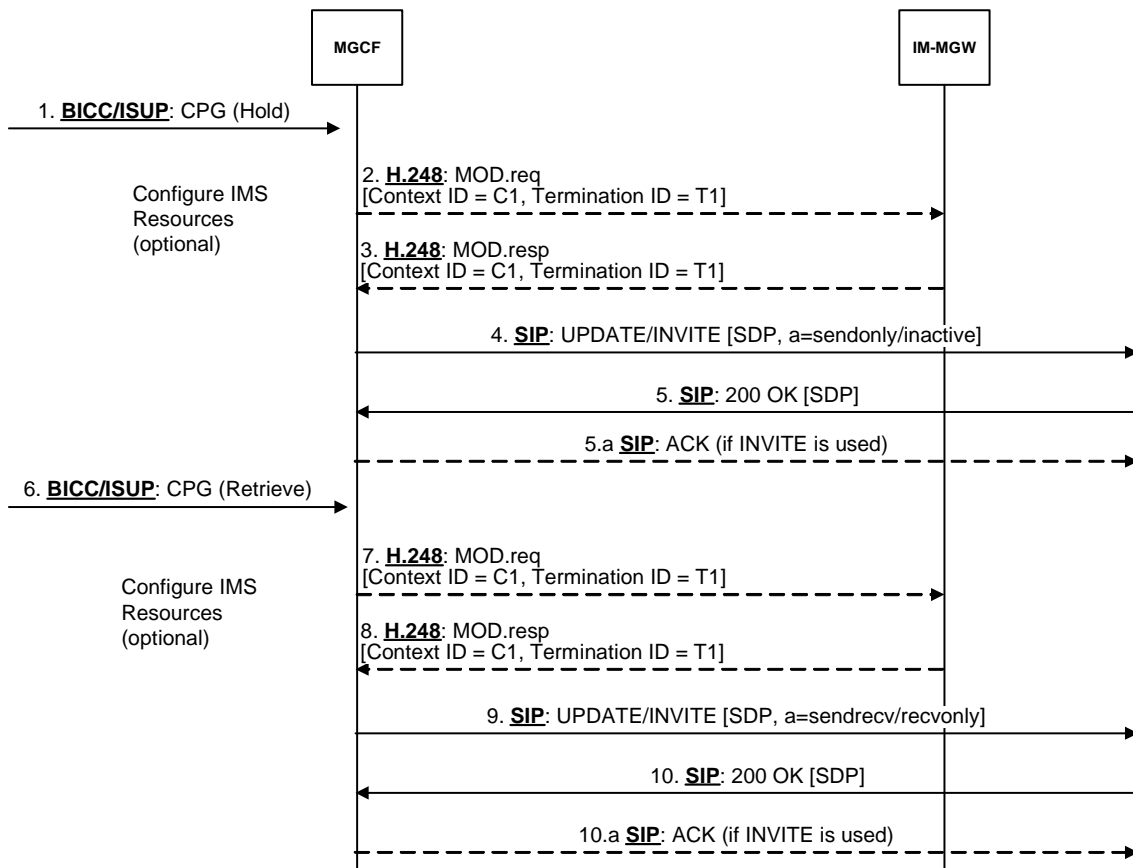 MGCF
IM-MGW
1. BICC/ISUP: CPG (Hold)
Configure IMS
Resources
(optional)
2. H.248: MOD.req
[Context ID = C1, Termination ID = T1]
3. H.248: MOD.resp
[Context ID = C1, Termination ID = T1]
4. SIP: UPDATE/INVITE [SDP, a=sendonly/inactive]
5. SIP: 200 OK [SDP]
5.a SIP: ACK (if INVITE is used)
6. BICC/ISUP: CPG (Retrieve)
Configure IMS
Resources
(optional)
7. H.248: MOD.req
[Context ID = C1, Termination ID = T1]
8. H.248: MOD.resp
[Context ID = C1, Termination ID = T1]
9. SIP: UPDATE/INVITE [SDP, a=sendrecv/recvonly]
10. SIP: 200 OK [SDP]
10.a SIP: ACK (if INVITE is used)